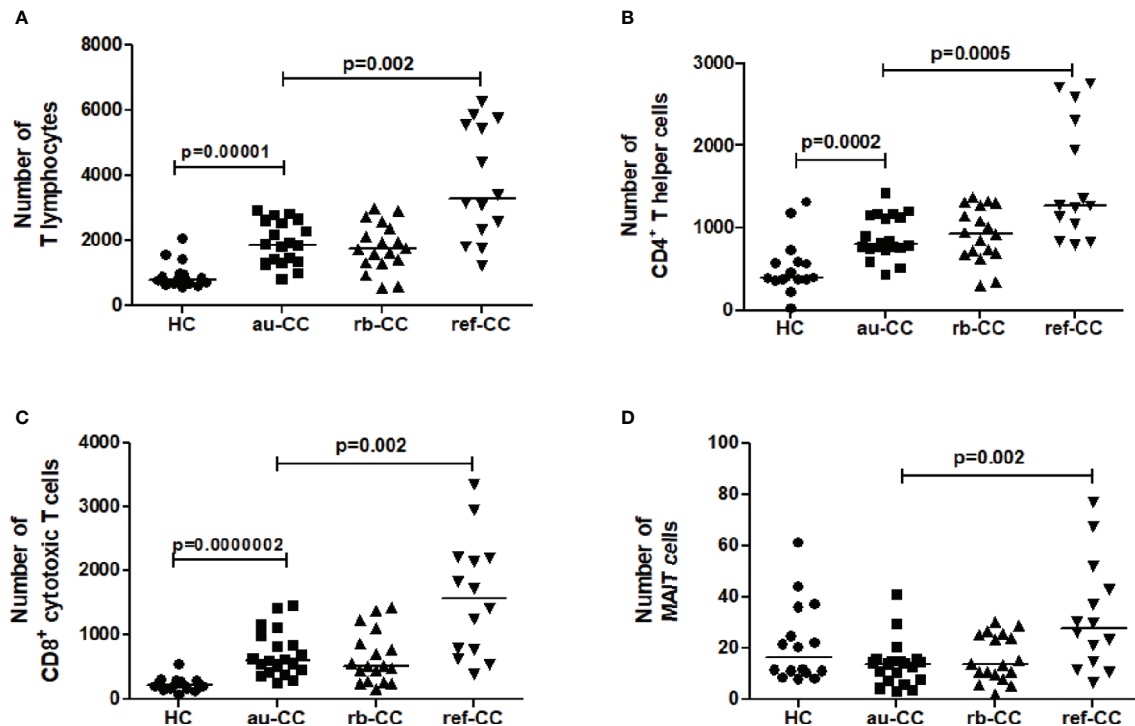 A
Number of
T lymphocytes
8000
6000
4000
2000
0
p=0.00001
p=0.002
HC au-CC rb-CC ref-CC
B
CD4⁺ T helper cells
Number of
3000
2000
1000
0
p=0.0002
p=0.0005
HC au-CC rb-CC ref-CC
C
Number of
CD8⁺ cytotoxic T cells
4000
3000
2000
1000
0
p=0.0000002
p=0.002
HC au-CC rb-CC ref-CC
D
Number of
MAIT cells
100
80
60
40
20
0
p=0.002
HC au-CC rb-CC ref-CC